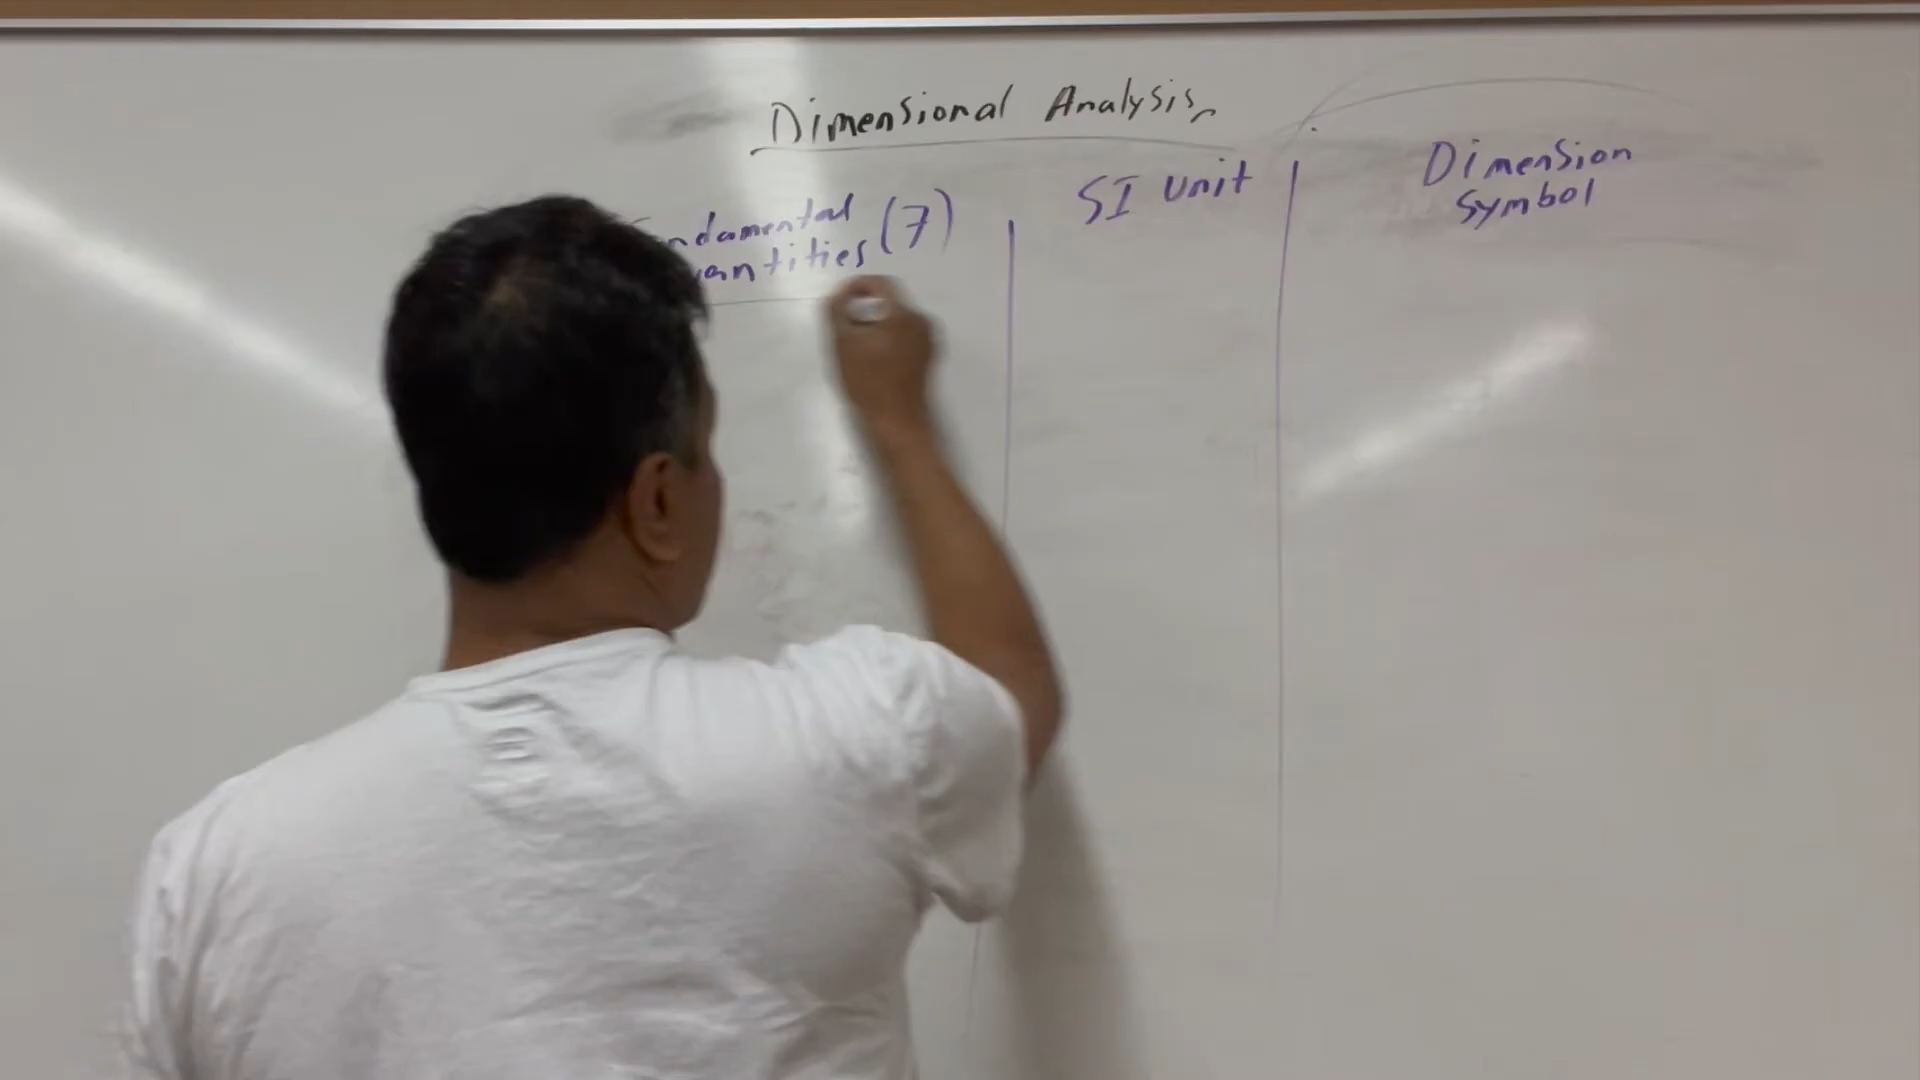 Dimensional Analysis
ndamental
antities (7)
SI Unit
Dimension
Symbol